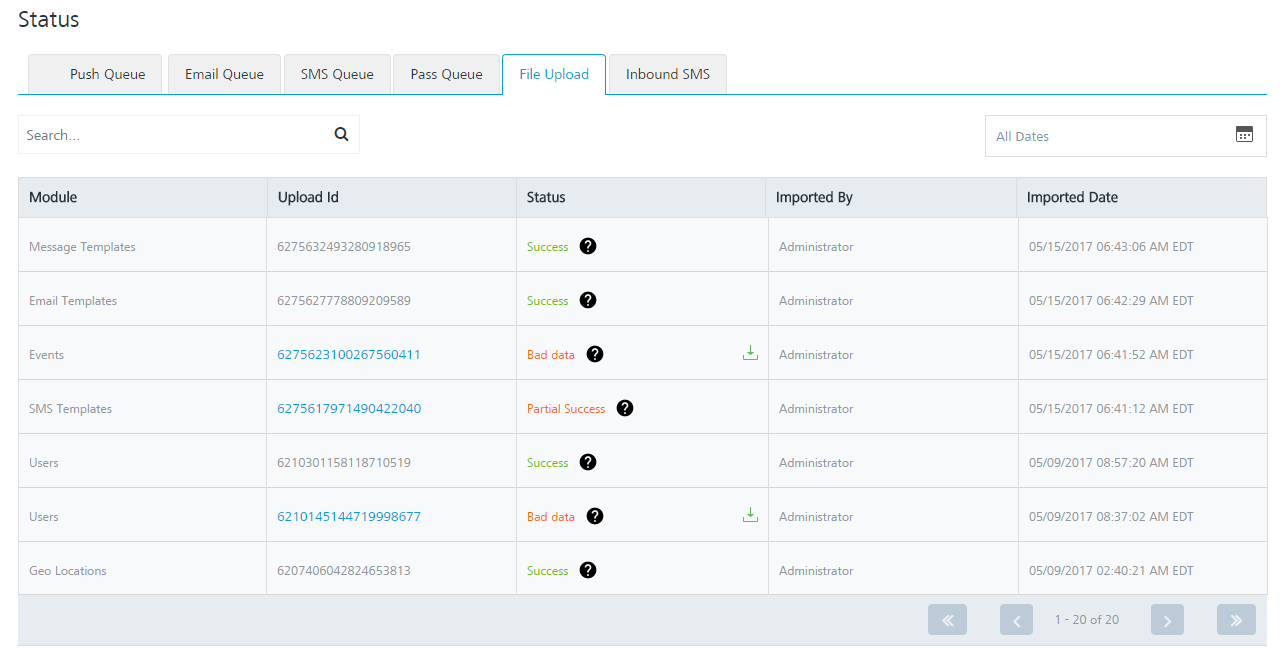 Status
Push Queue Email Queue SMS Queue Pass Queue File Upload Inbound SMS
Search... All Dates
Module Upload Id Status Imported By Imported Date
Message Templates 6275632493280918965 Success ? Administrator 05/15/2017 06:43:06 AM EDT
Email Templates 6275627778809209589 Success ? Administrator 05/15/2017 06:42:29 AM EDT
Events 6275623100267560411 Bad data ? Administrator 05/15/2017 06:41:52 AM EDT
SMS Templates 6275617971490422040 Partial Success ? Administrator 05/15/2017 06:41:12 AM EDT
Users 6210301158118710519 Success ? Administrator 05/09/2017 08:57:20 AM EDT
Users 6210145144719998677 Bad data ? Administrator 05/09/2017 08:37:02 AM EDT
Geo Locations 6207406042824653813 Success ? Administrator 05/09/2017 02:40:21 AM EDT
« ‹ 1 - 20 of 20 › »